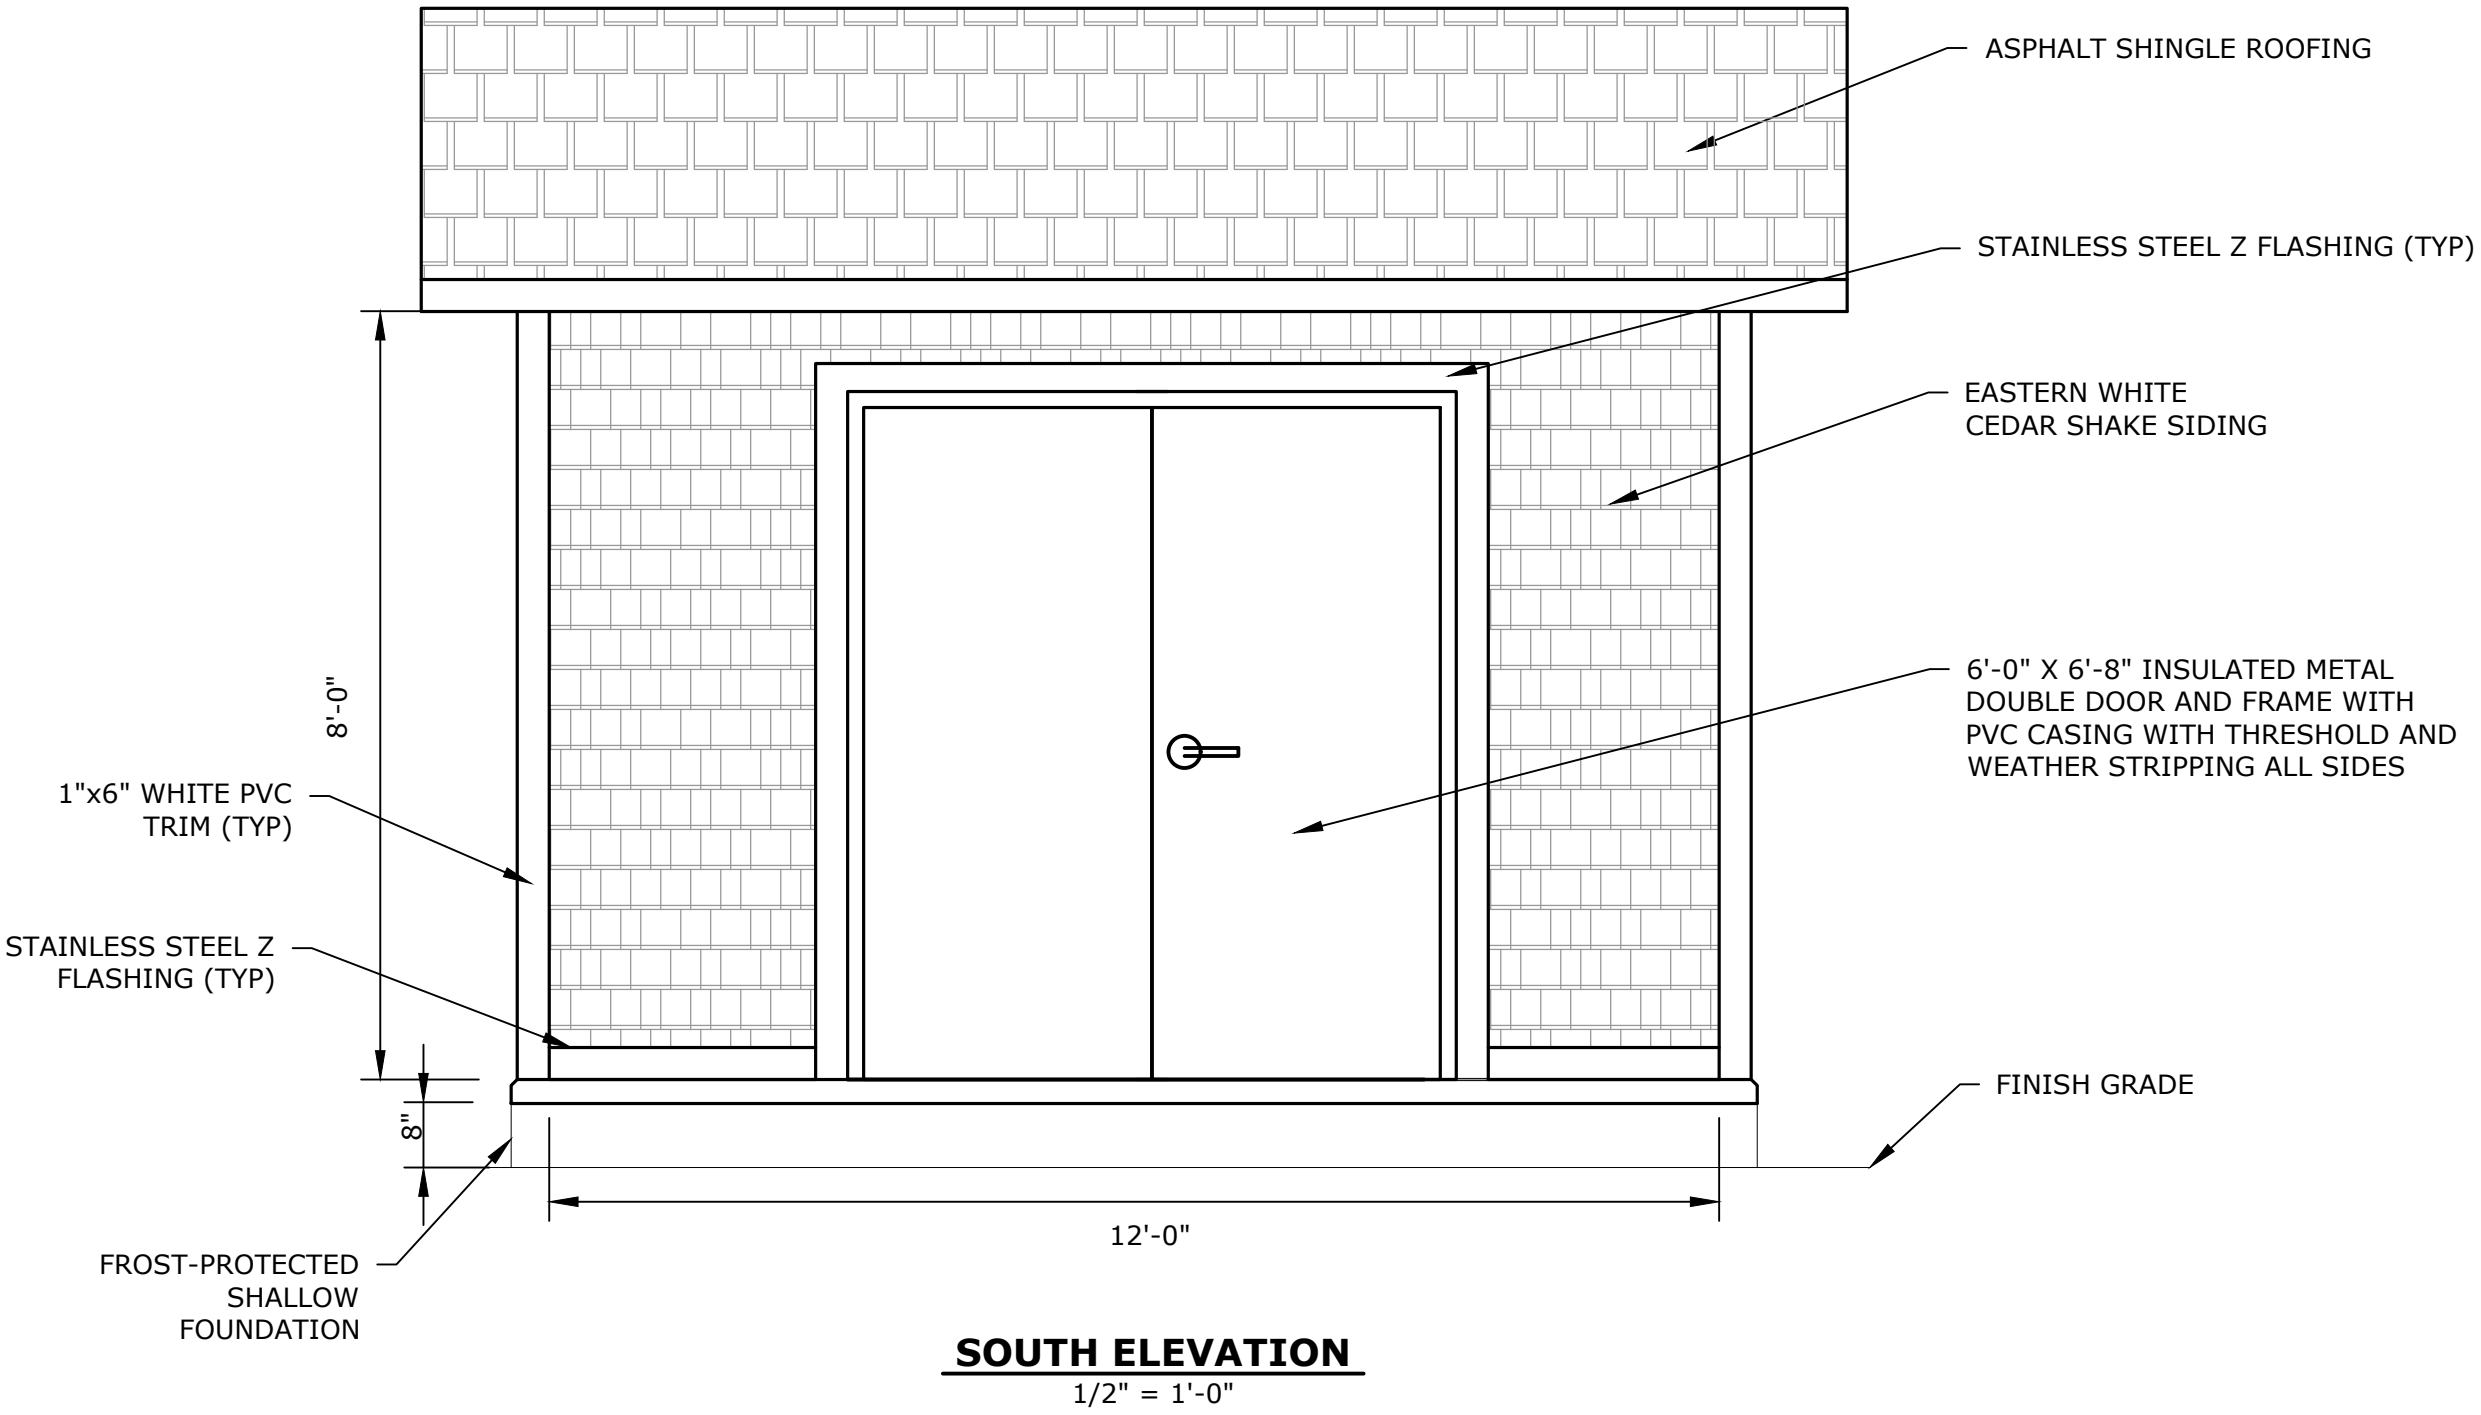 ASPHALT SHINGLE ROOFING
STAINLESS STEEL Z FLASHING (TYP)
EASTERN WHITE
CEDAR SHAKE SIDING
8'-0"
6'-0" X 6'-8" INSULATED METAL
DOUBLE DOOR AND FRAME WITH
PVC CASING WITH THRESHOLD AND
WEATHER STRIPPING ALL SIDES
1"x6" WHITE PVC
TRIM (TYP)
STAINLESS STEEL Z
FLASHING (TYP)
FINISH GRADE
8"
12'-0"
FROST-PROTECTED
SHALLOW
FOUNDATION
SOUTH ELEVATION
1/2" = 1'-0"